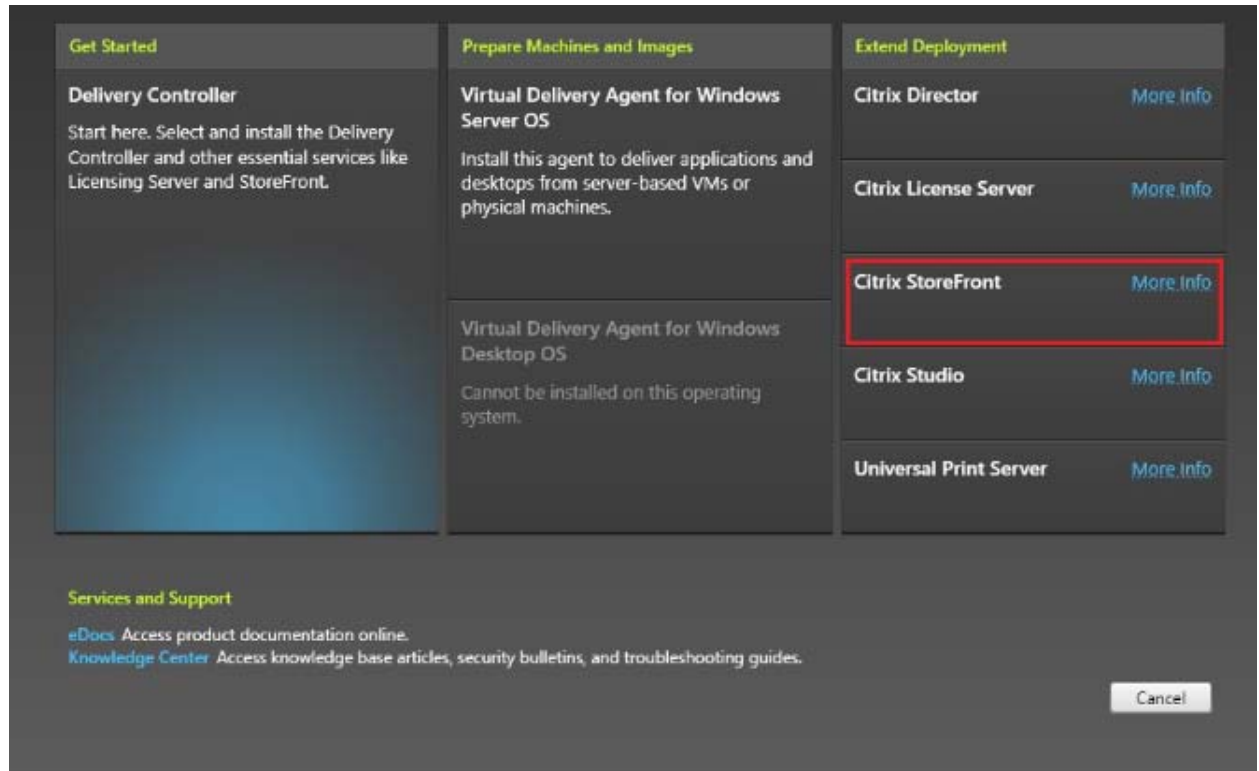 Get Started
Delivery Controller
Start here. Select and install the Delivery
Controller and other essential services like
Licensing Server and StoreFront.
Prepare Machines and Images
Virtual Delivery Agent for Windows
Server OS
Install this agent to deliver applications and
desktops from server-based VMs or
physical machines.
Virtual Delivery Agent for Windows
Desktop OS
Cannot be installed on this operating
system.
Extend Deployment
Citrix Director More Info
Citrix License Server More Info
Citrix StoreFront More Info
Citrix Studio More Info
Universal Print Server More Info
Services and Support
eDocs Access product documentation online.
Knowledge Center Access knowledge base articles, security bulletins, and troubleshooting guides.
Cancel